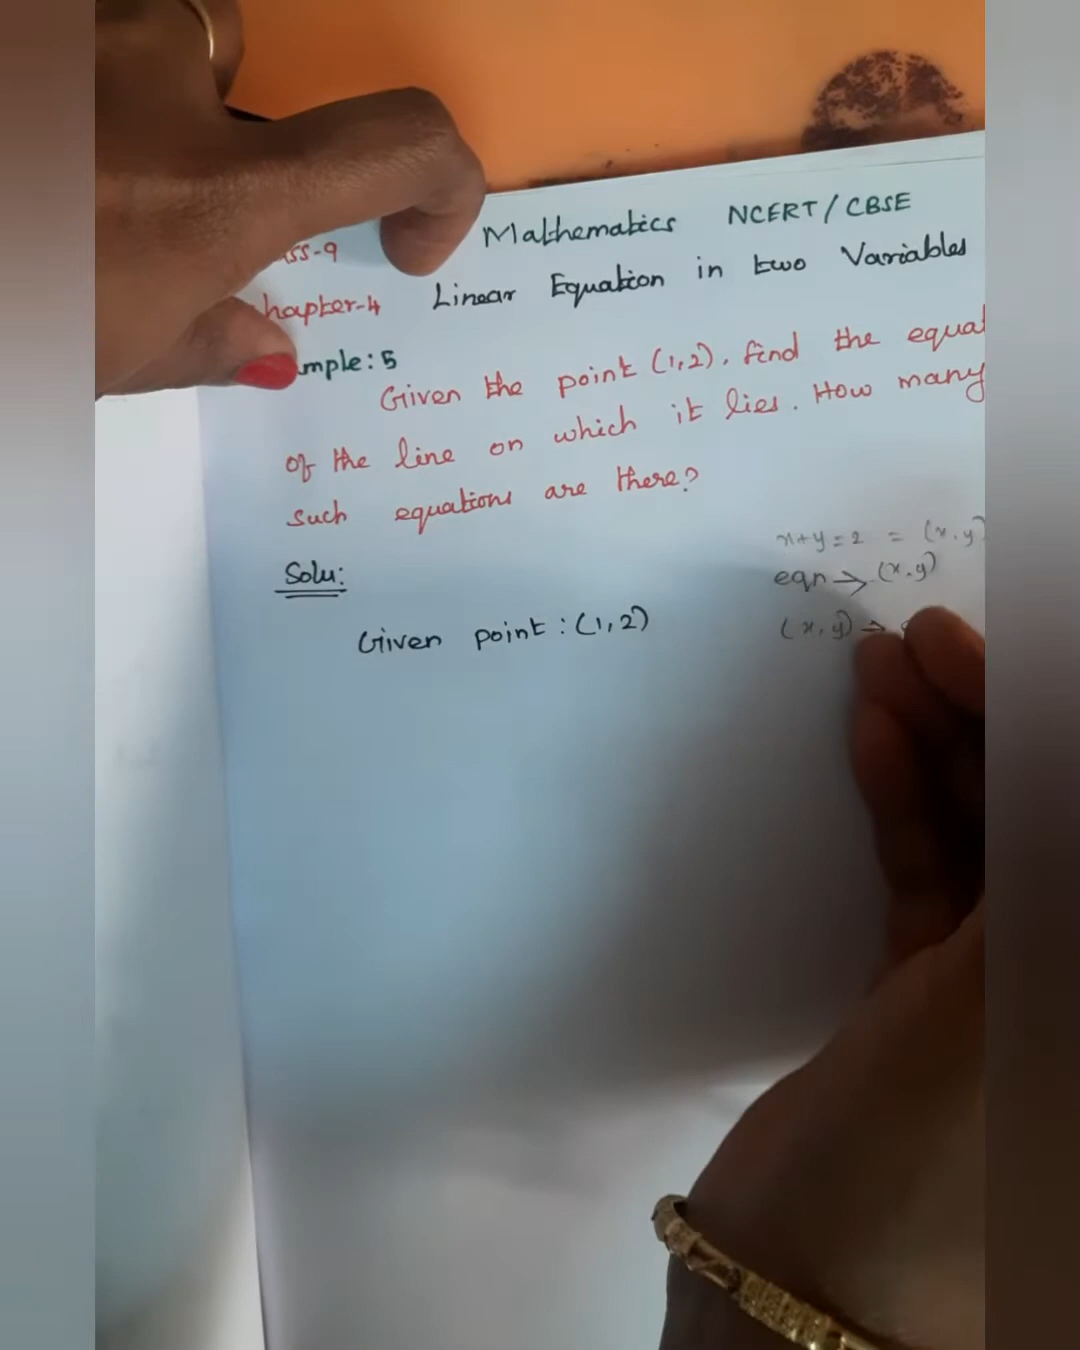 ss-9 Mathematics NCERT/CBSE
hapter-4 Linear Equation in two Variables
mple: 5
Given the point (1,2). find the equat
of the line on which it lies. How many
such equations are there?
x+y=2 = (x,y)
Solu:
eqn → (x,y)
Given point : (1,2)
(x,y) →